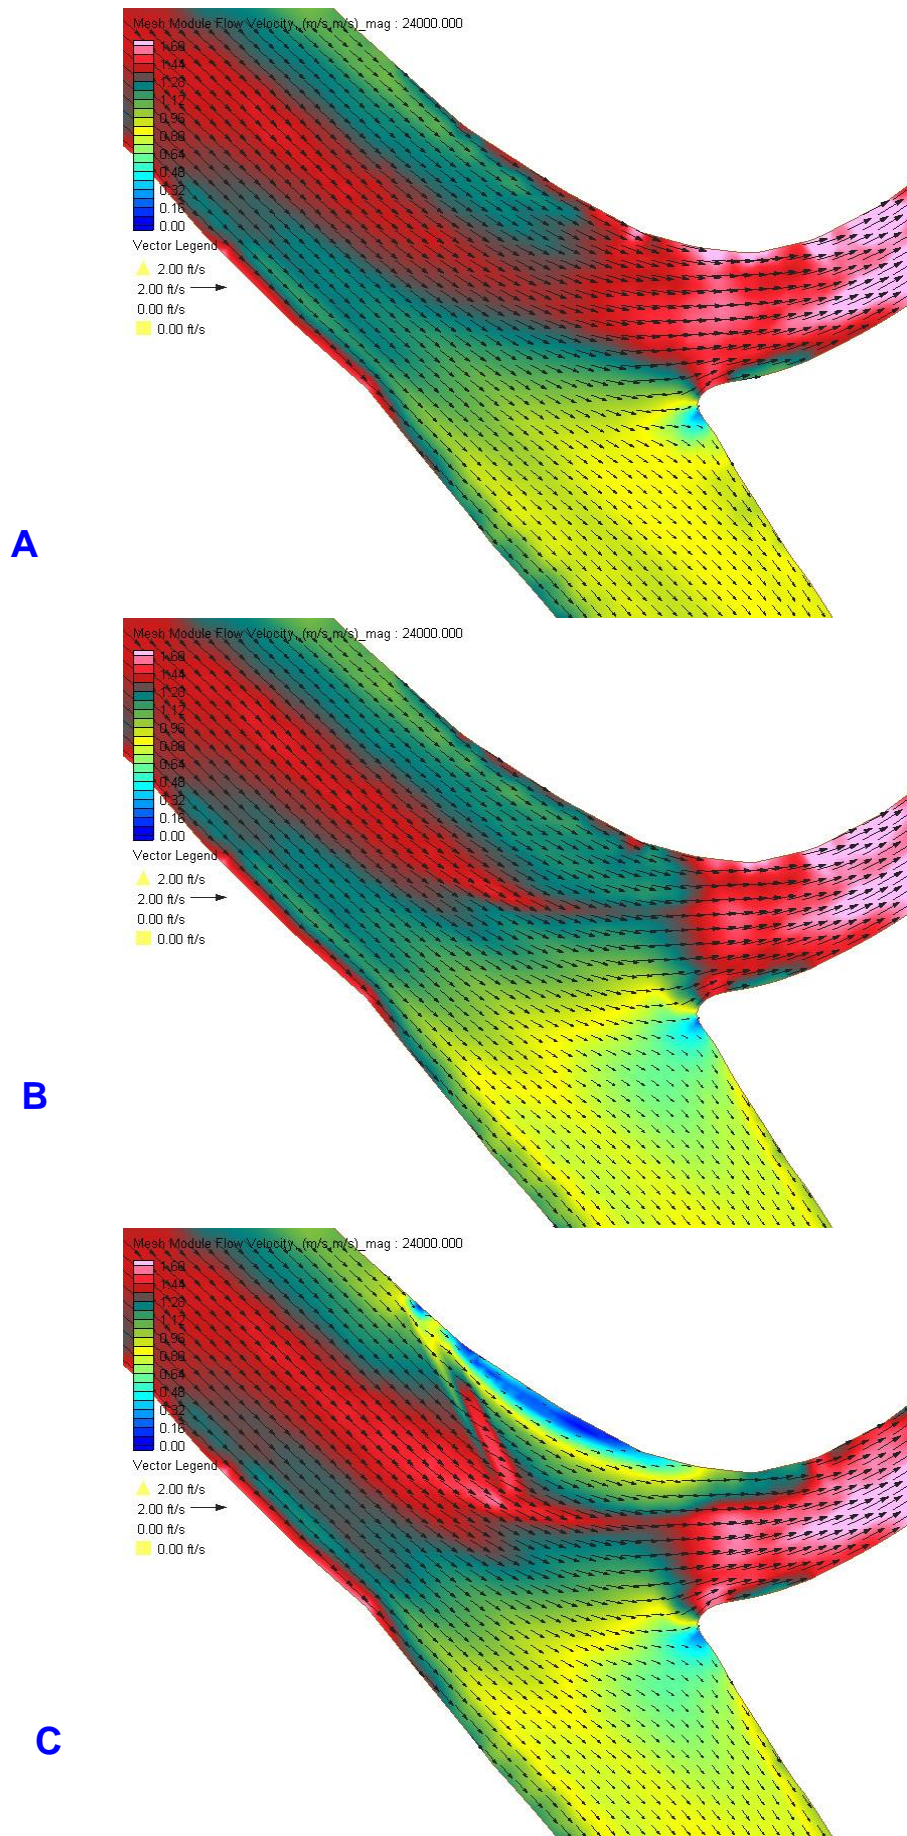 Mesh Module Flow Velocity, (m/s,m/s)_mag : 24000.000
1.60
1.44
1.28
1.12
0.96
0.80
0.64
0.48
0.32
0.16
0.00
Vector Legend
2.00 ft/s
2.00 ft/s
0.00 ft/s
0.00 ft/s
A
Mesh Module Flow Velocity, (m/s,m/s)_mag : 24000.000
1.60
1.44
1.28
1.12
0.96
0.80
0.64
0.48
0.32
0.16
0.00
Vector Legend
2.00 ft/s
2.00 ft/s
0.00 ft/s
0.00 ft/s
B
Mesh Module Flow Velocity, (m/s,m/s)_mag : 24000.000
1.60
1.44
1.28
1.12
0.96
0.80
0.64
0.48
0.32
0.16
0.00
Vector Legend
2.00 ft/s
2.00 ft/s
0.00 ft/s
0.00 ft/s
C